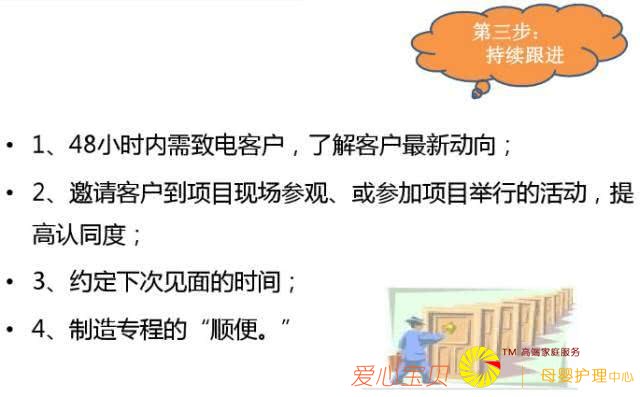 第三步：
持续跟进
• 1、48小时内需致电客户，了解客户最新动向；
• 2、邀请客户到项目现场参观、或参加项目举行的活动，提
高认同度；
• 3、约定下次见面的时间；
• 4、制造专程的“顺便。”
TM 高端家庭服务
爱心宝贝 母婴护理中心